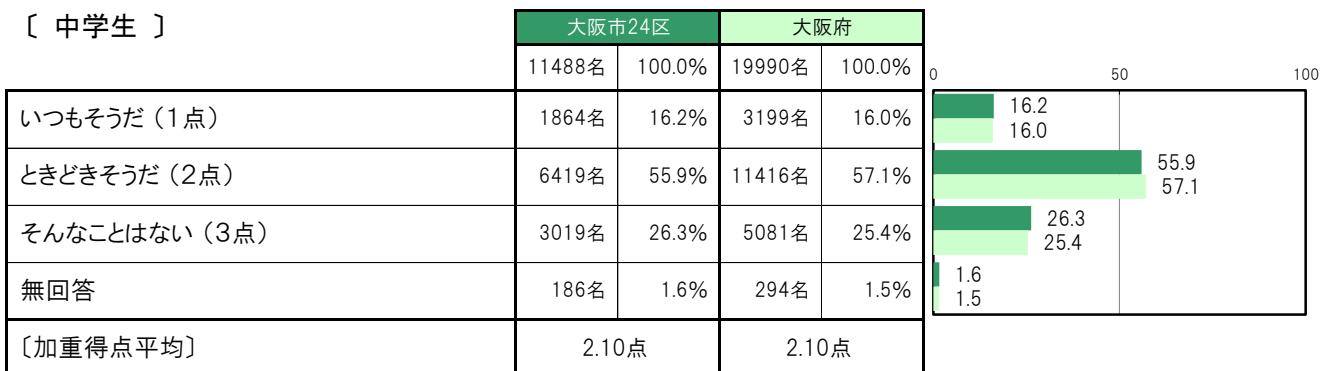 〔 中学生 〕
大阪市24区 大阪府
11488名 100.0% 19990名 100.0%
0 50 100
いつもそうだ（1点） 1864名 16.2% 3199名 16.0%
16.2
16.0
ときどきそうだ（2点） 6419名 55.9% 11416名 57.1%
55.9
57.1
そんなことはない（3点） 3019名 26.3% 5081名 25.4%
26.3
25.4
無回答 186名 1.6% 294名 1.5%
1.6
1.5
〔加重得点平均〕 2.10点 2.10点